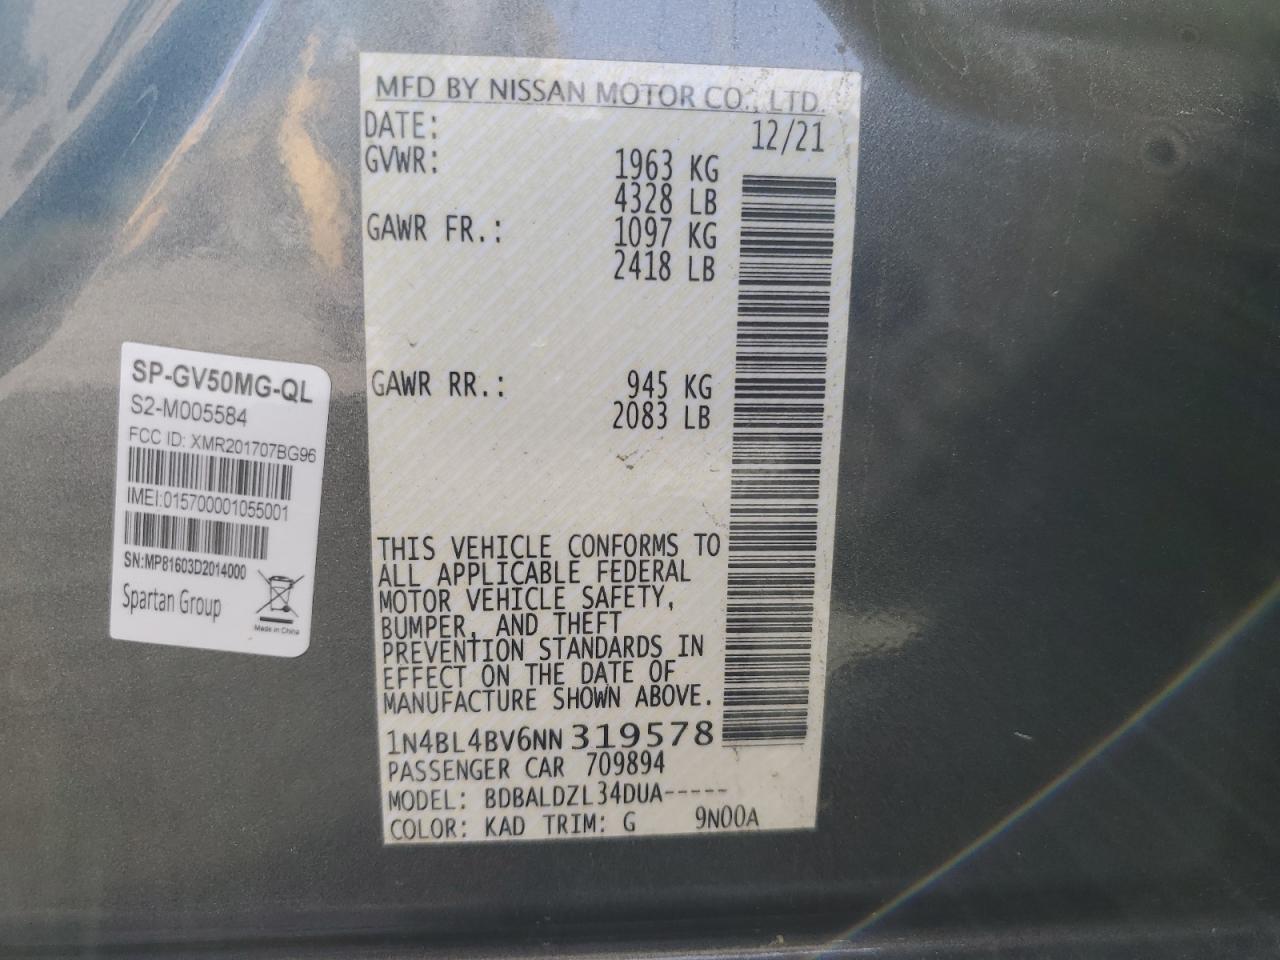 MFD BY NISSAN MOTOR CO., LTD.
DATE: 12/21
GVWR: 1963 KG
4328 LB
GAWR FR.: 1097 KG
2418 LB
GAWR RR.: 945 KG
2083 LB
THIS VEHICLE CONFORMS TO
ALL APPLICABLE FEDERAL
MOTOR VEHICLE SAFETY,
BUMPER, AND THEFT
PREVENTION STANDARDS IN
EFFECT ON THE DATE OF
MANUFACTURE SHOWN ABOVE.
1N4BL4BV6NN319578
PASSENGER CAR 709894
MODEL: BDBALDZL34DUA-----
COLOR: KAD TRIM: G 9N00A
SP-GV50MG-QL
S2-M005584
FCC ID: XMR201707BG96
IMEI:015700001055001
SN:MP81603D2014000
Spartan Group
Made in China